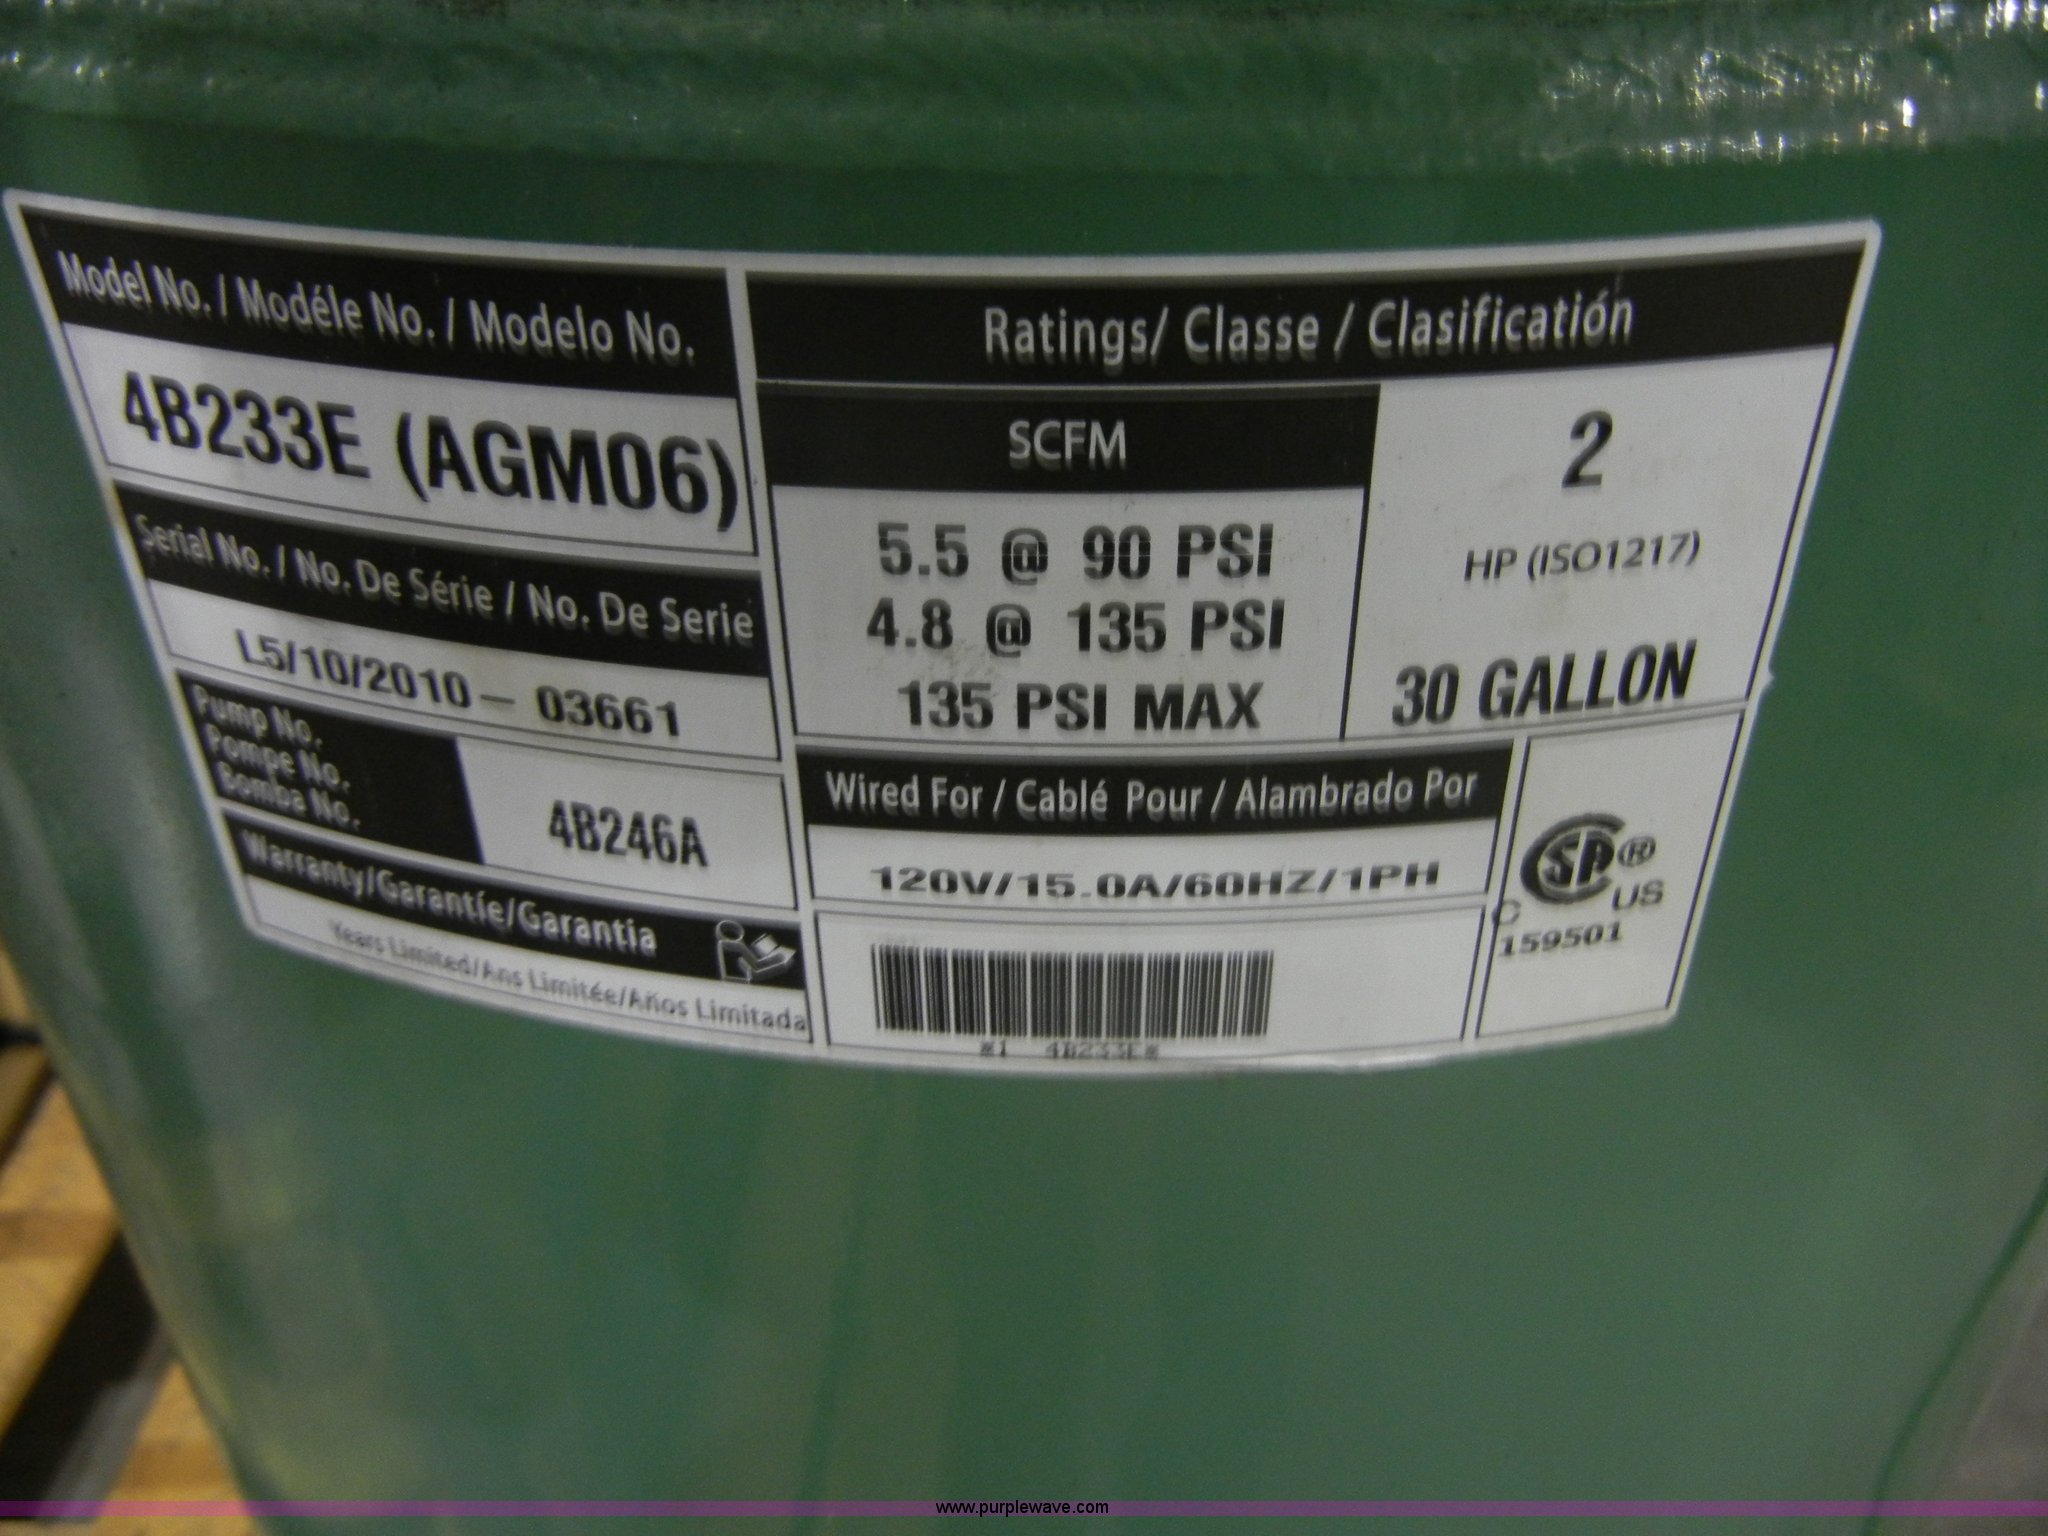 Model No. / Modéle No. / Modelo No.
4B233E (AGM06)
Serial No. / No. De Série / No. De Serie
L5/10/2010 - 03661
Pump No.
Pompe No.
Bomba No.
4B246A
Warranty/Garantíe/Garantia
Years Limited/Ans Limitée/Años Limitada
Ratings/ Classe / Clasificatión
SCFM
5.5 @ 90 PSI
4.8 @ 135 PSI
135 PSI MAX
2
HP (ISO1217)
30 GALLON
Wired For / Cablé Pour / Alambrado Por
120V/15.0A/60HZ/1PH
SA®
C US
159501
*1 4B233E*
www.purplewave.com